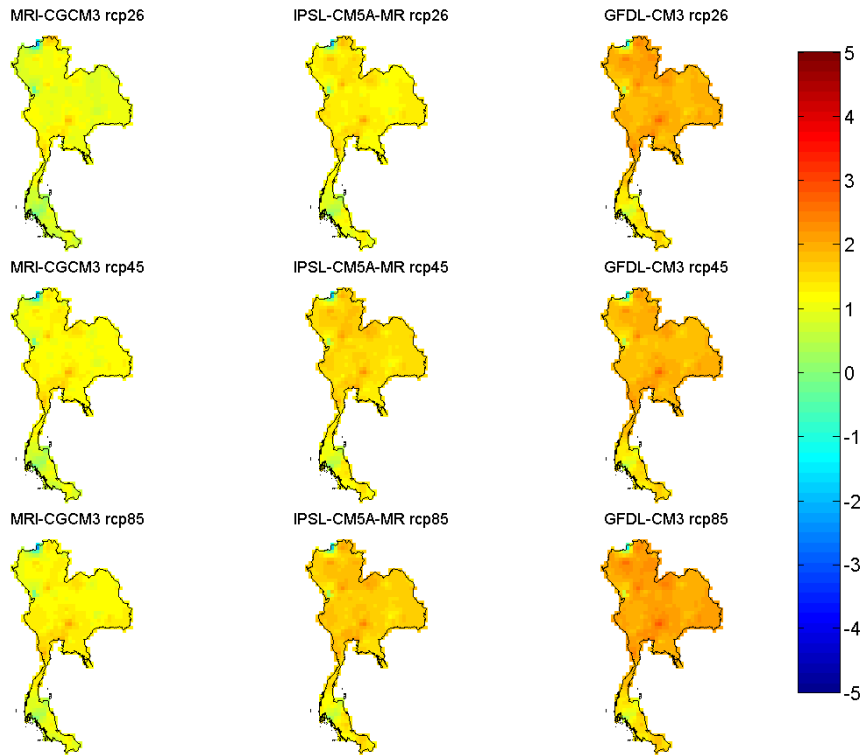 MRI-CGCM3 rcp26
IPSL-CM5A-MR rcp26
GFDL-CM3 rcp26
MRI-CGCM3 rcp45
IPSL-CM5A-MR rcp45
GFDL-CM3 rcp45
MRI-CGCM3 rcp85
IPSL-CM5A-MR rcp85
GFDL-CM3 rcp85
5
4
3
2
1
0
-1
-2
-3
-4
-5